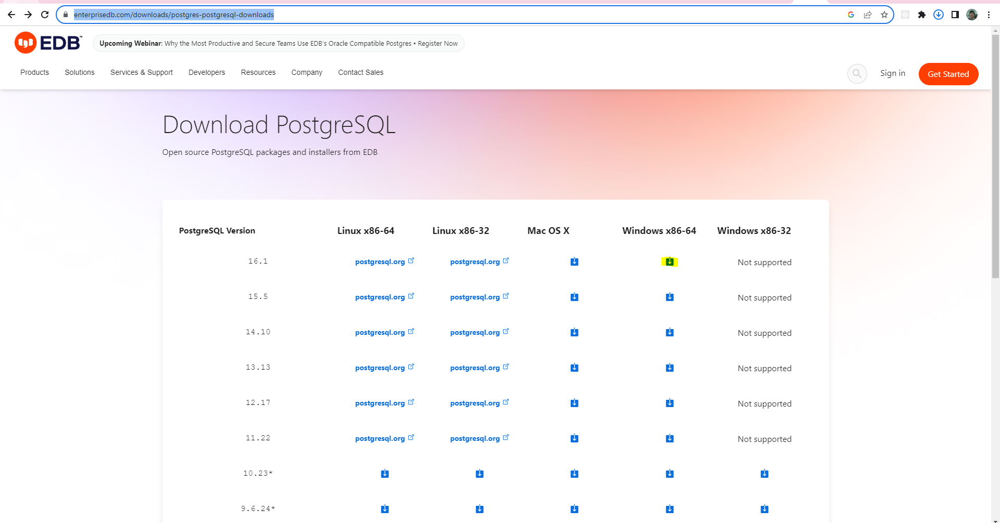 enterprisedb.com/downloads/postgres-postgresql-downloads
EDB™
Upcoming Webinar: Why the Most Productive and Secure Teams Use EDB's Oracle Compatible Postgres • Register Now
Products Solutions Services & Support Developers Resources Company Contact Sales
Sign in
Get Started
Download PostgreSQL
Open source PostgreSQL packages and installers from EDB
PostgreSQL Version Linux x86-64 Linux x86-32 Mac OS X Windows x86-64 Windows x86-32
16.1 postgresql.org postgresql.org Not supported
15.5 postgresql.org postgresql.org Not supported
14.10 postgresql.org postgresql.org Not supported
13.13 postgresql.org postgresql.org Not supported
12.17 postgresql.org postgresql.org Not supported
11.22 postgresql.org postgresql.org Not supported
10.23*
9.6.24*